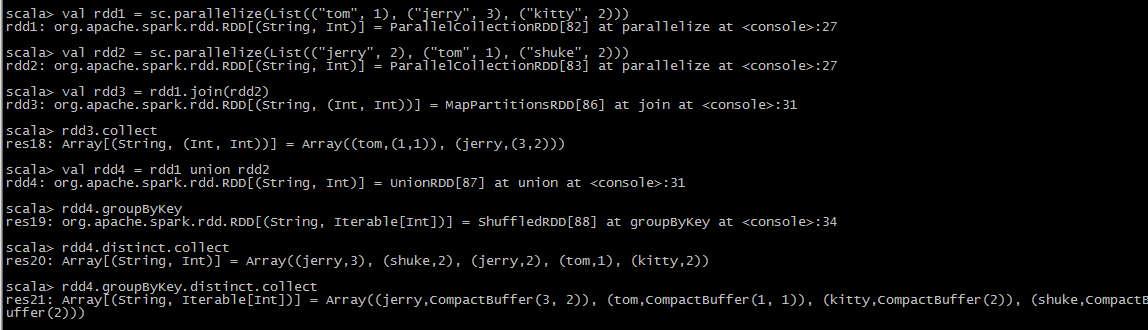 scala> val rdd1 = sc.parallelize(List(("tom", 1), ("jerry", 3), ("kitty", 2)))
rdd1: org.apache.spark.rdd.RDD[(String, Int)] = ParallelCollectionRDD[82] at parallelize at <console>:27
scala> val rdd2 = sc.parallelize(List(("jerry", 2), ("tom", 1), ("shuke", 2)))
rdd2: org.apache.spark.rdd.RDD[(String, Int)] = ParallelCollectionRDD[83] at parallelize at <console>:27
scala> val rdd3 = rdd1.join(rdd2)
rdd3: org.apache.spark.rdd.RDD[(String, (Int, Int))] = MapPartitionsRDD[86] at join at <console>:31
scala> rdd3.collect
res18: Array[(String, (Int, Int))] = Array((tom,(1,1)), (jerry,(3,2)))
scala> val rdd4 = rdd1 union rdd2
rdd4: org.apache.spark.rdd.RDD[(String, Int)] = UnionRDD[87] at union at <console>:31
scala> rdd4.groupByKey
res19: org.apache.spark.rdd.RDD[(String, Iterable[Int])] = ShuffledRDD[88] at groupByKey at <console>:34
scala> rdd4.distinct.collect
res20: Array[(String, Int)] = Array((jerry,3), (shuke,2), (jerry,2), (tom,1), (kitty,2))
scala> rdd4.groupByKey.distinct.collect
res21: Array[(String, Iterable[Int])] = Array((jerry,CompactBuffer(3, 2)), (tom,CompactBuffer(1, 1)), (kitty,CompactBuffer(2)), (shuke,CompactB
uffer(2)))